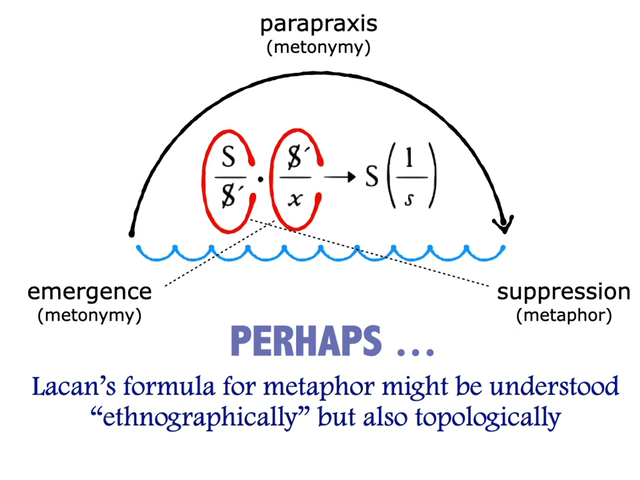 parapraxis
(metonymy)
S/$′ · $′/x → S(1/s)
emergence
(metonymy)
suppression
(metaphor)
PERHAPS …
Lacan’s formula for metaphor might be understood
“ethnographically” but also topologically